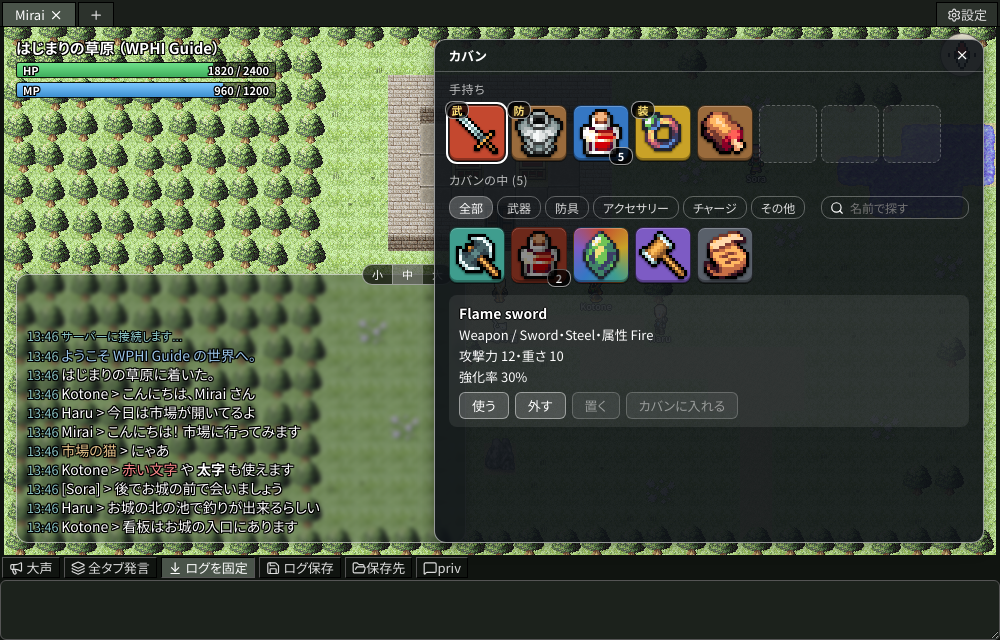 Mirai
設定
はじまりの草原 (WPHI Guide)
HP 1820 / 2400
MP 960 / 1200
カバン
手持ち
武 防 装
5
カバンの中 (5)
全部 武器 防具 アクセサリー チャージ その他 名前で探す
2
小 中
Flame sword
Weapon / Sword・Steel・属性 Fire
攻撃力 12・重さ 10
強化率 30%
使う 外す 置く カバンに入れる
13:46 サーバーに接続します...
13:46 ようこそ WPHI Guide の世界へ。
13:46 はじまりの草原に着いた。
13:46 Kotone > こんにちは、Mirai さん
13:46 Haru > 今日は市場が開いてるよ
13:46 Mirai > こんにちは! 市場に行ってみます
13:46 市場の猫 > にゃあ
13:46 Kotone > 赤い文字 や 太字 も使えます
13:46 [Sora] > 後でお城の前で会いましょう
13:46 Haru > お城の北の池で釣りが出来るらしい
13:46 Kotone > 看板はお城の入口にあります
大声 全タブ発言 ログを固定 ログ保存 保存先 priv